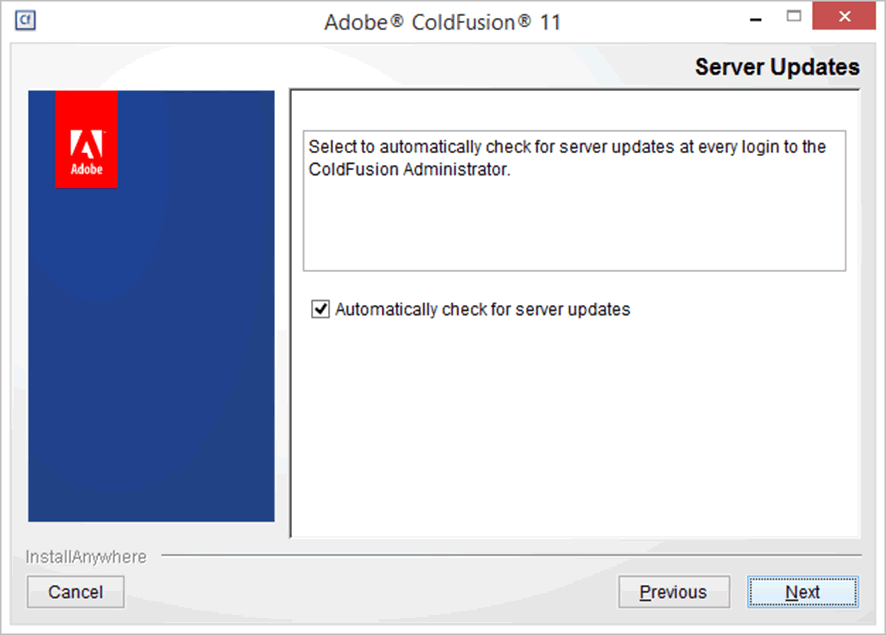 Cf
Adobe® ColdFusion® 11
Server Updates
Adobe
Select to automatically check for server updates at every login to the
ColdFusion Administrator.
Automatically check for server updates
InstallAnywhere
Cancel
Previous
Next